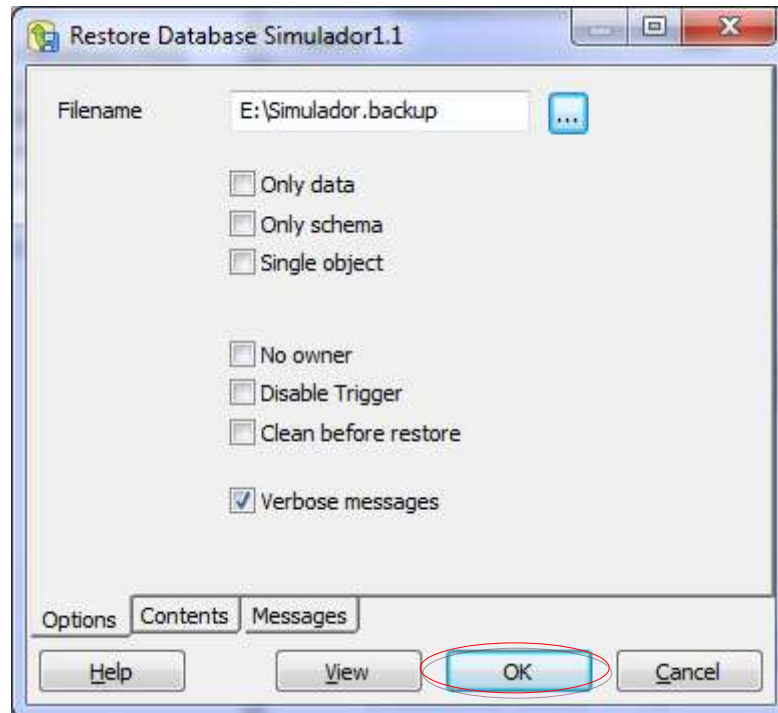 Restore Database Simulador1.1
Filename E:\Simulador.backup ...
Only data
Only schema
Single object
No owner
Disable Trigger
Clean before restore
Verbose messages
Options Contents Messages
Help View OK Cancel